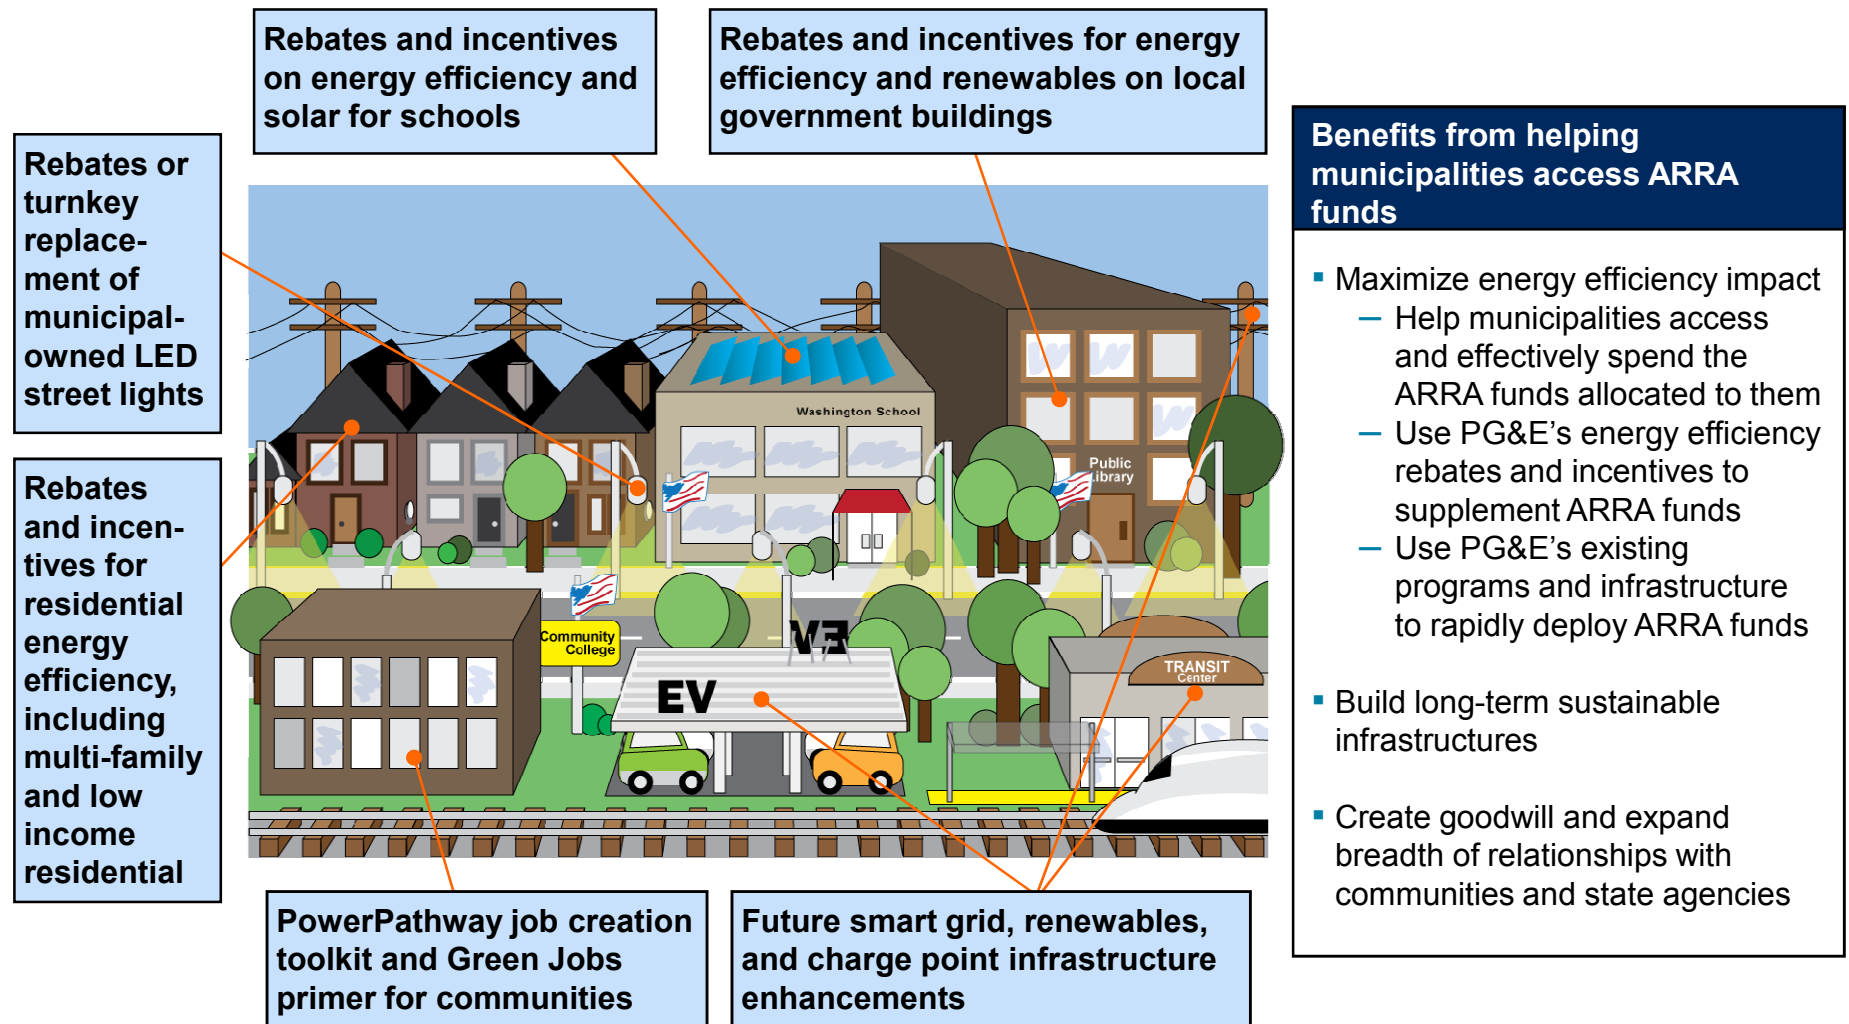 Rebates and incentives
on energy efficiency and
solar for schools
Rebates and incentives for energy
efficiency and renewables on local
government buildings
Rebates or
turnkey
replace-
ment of
municipal-
owned LED
street lights
Rebates
and incen-
tives for
residential
energy
efficiency,
including
multi-family
and low
income
residential
Washington School
Public
Library
Community
College
EV
EV
TRANSIT
Center
PowerPathway job creation
toolkit and Green Jobs
primer for communities
Future smart grid, renewables,
and charge point infrastructure
enhancements
Benefits from helping
municipalities access ARRA
funds
▪ Maximize energy efficiency impact
– Help municipalities access
and effectively spend the
ARRA funds allocated to them
– Use PG&E’s energy efficiency
rebates and incentives to
supplement ARRA funds
– Use PG&E’s existing
programs and infrastructure
to rapidly deploy ARRA funds
▪ Build long-term sustainable
infrastructures
▪ Create goodwill and expand
breadth of relationships with
communities and state agencies